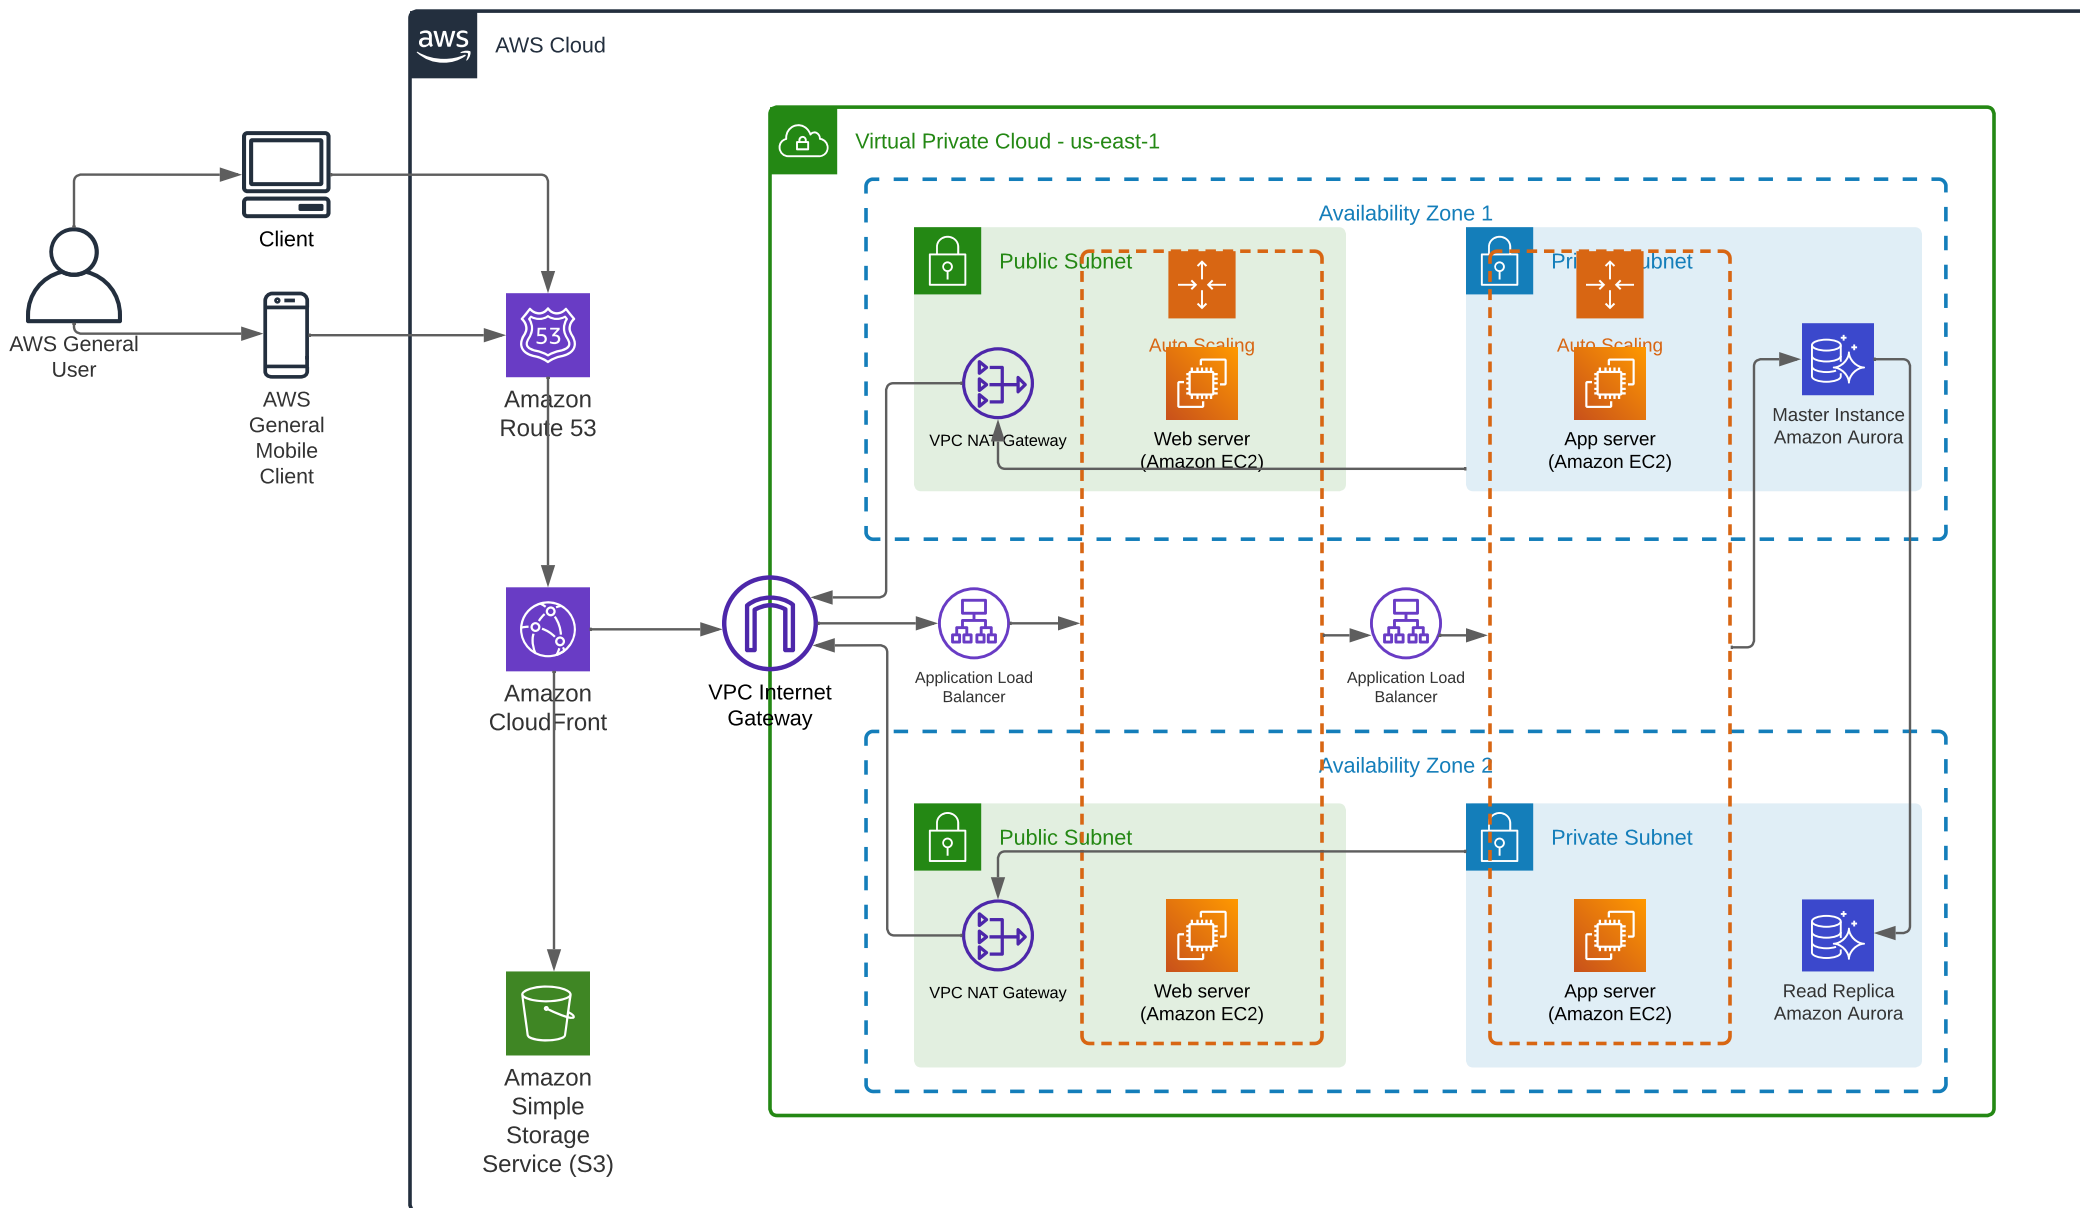 aws
AWS Cloud
Virtual Private Cloud - us-east-1
Availability Zone 1
Client
Public Subnet
Private Subnet
53
AWS General
User
Auto Scaling
Auto Scaling
AWS
General
Mobile
Client
Amazon
Route 53
VPC NAT Gateway
Web server
(Amazon EC2)
App server
(Amazon EC2)
Master Instance
Amazon Aurora
Amazon
CloudFront
VPC Internet
Gateway
Application Load
Balancer
Application Load
Balancer
Availability Zone 2
Public Subnet
Private Subnet
VPC NAT Gateway
Web server
(Amazon EC2)
App server
(Amazon EC2)
Read Replica
Amazon Aurora
Amazon
Simple
Storage
Service (S3)